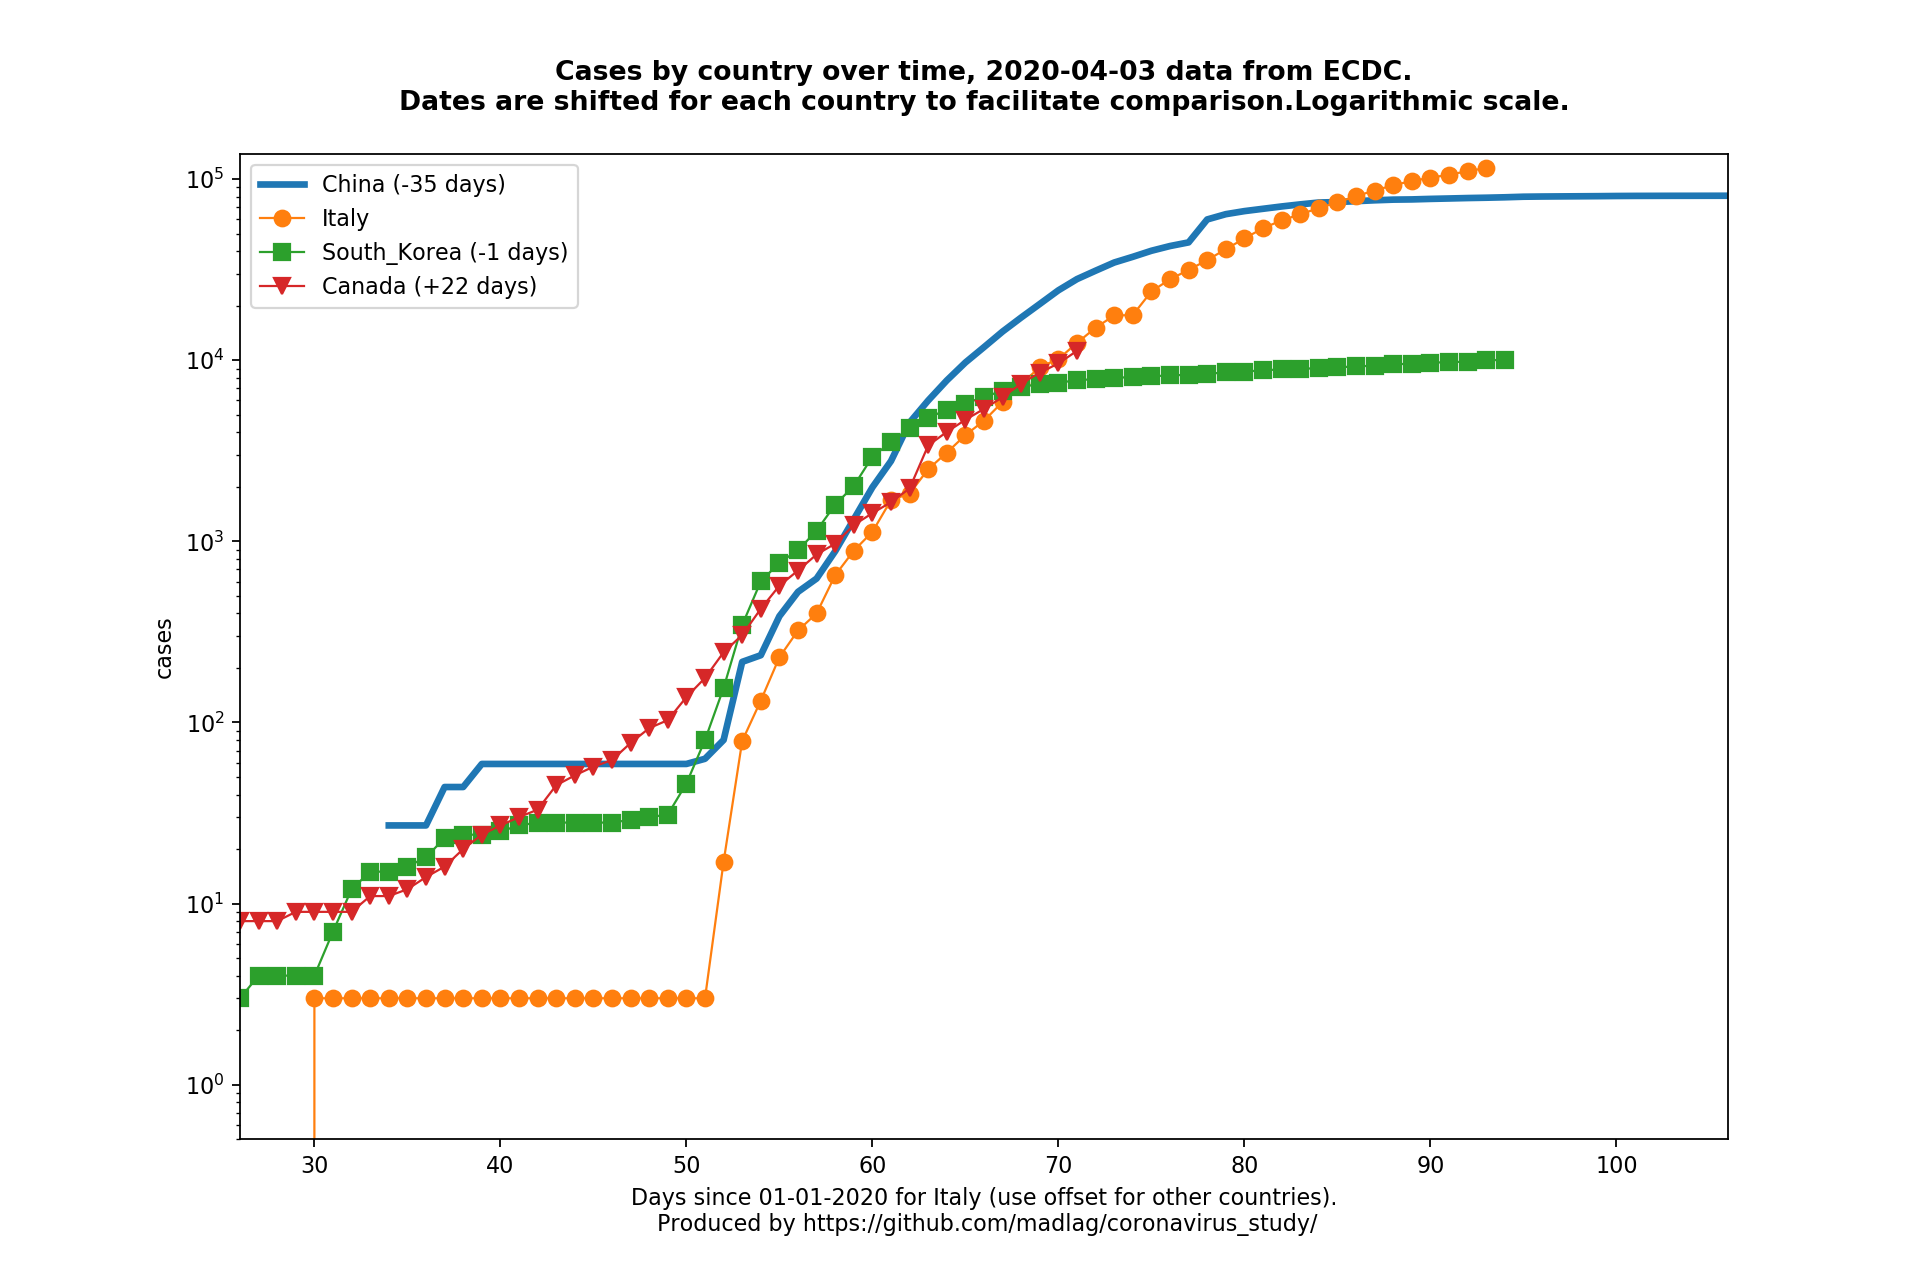 Cases by country over time, 2020-04-03 data from ECDC.
Dates are shifted for each country to facilitate comparison.Logarithmic scale.
China (-35 days)
Italy
South_Korea (-1 days)
Canada (+22 days)
10^5
10^4
10^3
10^2
10^1
10^0
cases
30 40 50 60 70 80 90 100
Days since 01-01-2020 for Italy (use offset for other countries).
Produced by https://github.com/madlag/coronavirus_study/